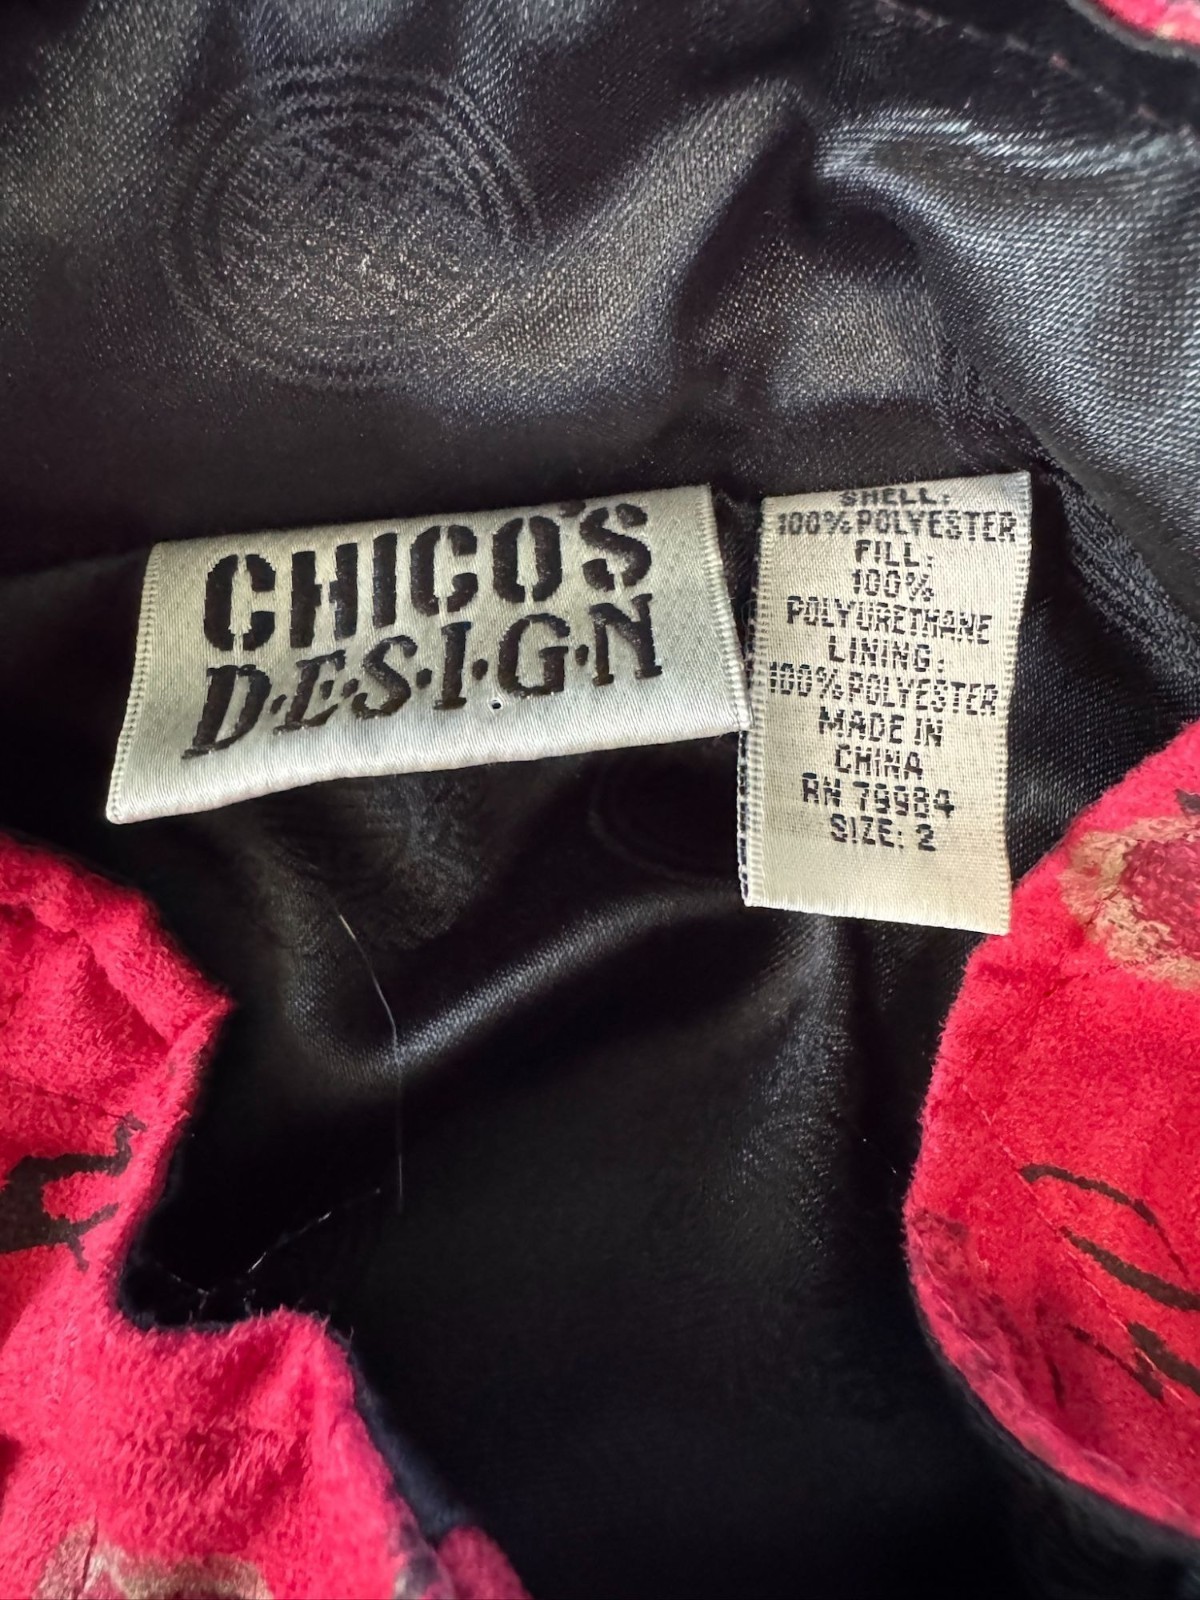 CHICO'S
D·E·S·I·G·N
SHELL:
100% POLYESTER
FILL:
100%
POLYURETHANE
LINING:
100% POLYESTER
MADE IN
CHINA
RN 79984
SIZE: 2